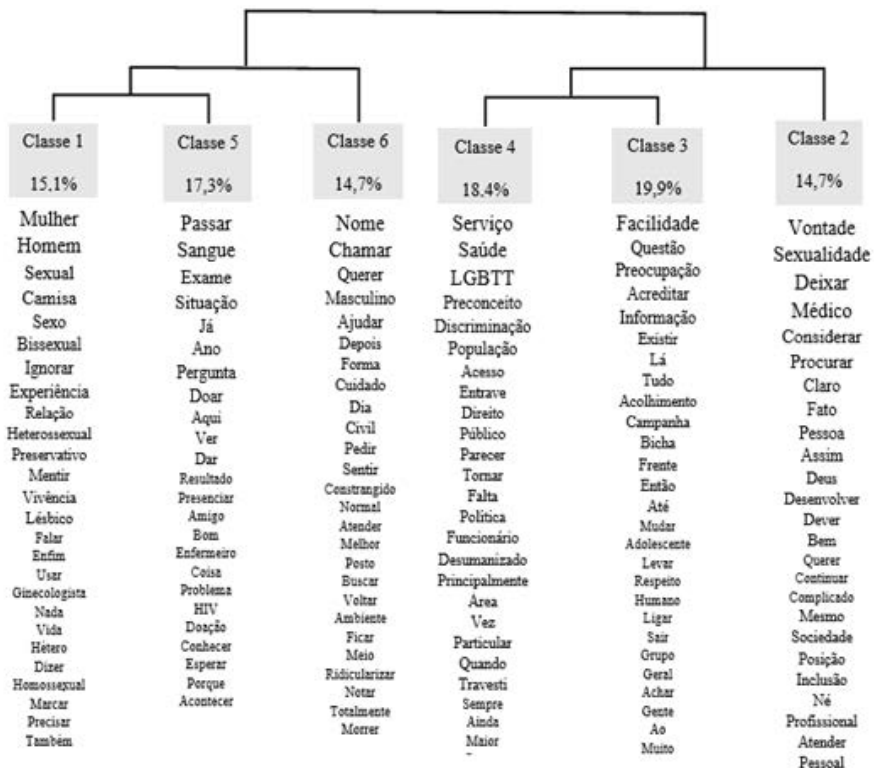 Classe 1
15.1%
Mulher
Homem
Sexual
Camisa
Sexo
Bissexual
Ignorar
Experiência
Relação
Heterossexual
Preservativo
Mentir
Vivência
Lésbico
Falar
Enfim
Usar
Ginecologista
Nada
Vida
Hétero
Dizer
Homossexual
Marcar
Precisar
Também
Classe 5
17,3%
Passar
Sangue
Exame
Situação
Já
Ano
Pergunta
Doar
Aqui
Ver
Dar
Resultado
Presenciar
Amigo
Bom
Enfermeiro
Coisa
Problema
HIV
Doação
Conhecer
Esperar
Porque
Acontecer
Classe 6
14,7%
Nome
Chamar
Querer
Masculino
Ajudar
Depois
Forma
Cuidado
Dia
Civil
Pedir
Sentir
Constrangido
Normal
Atender
Melhor
Posto
Buscar
Voltar
Ambiente
Ficar
Meio
Ridicularizar
Notar
Totalmente
Morrer
Classe 4
18.4%
Serviço
Saúde
LGBTT
Preconceito
Discriminação
População
Acesso
Entrave
Direito
Público
Parecer
Tornar
Falta
Política
Funcionário
Desumanizado
Principalmente
Área
Vez
Particular
Quando
Travesti
Sempre
Ainda
Maior
Classe 3
19,9%
Facilidade
Questão
Preocupação
Acreditar
Informação
Existir
Lá
Tudo
Acolhimento
Campanha
Bicha
Frente
Então
Até
Mudar
Adolescente
Levar
Respeito
Humano
Ligar
Sair
Grupo
Geral
Achar
Gente
Ao
Muito
Classe 2
14,7%
Vontade
Sexualidade
Deixar
Médico
Considerar
Procurar
Claro
Fato
Pessoa
Assim
Deus
Desenvolver
Dever
Bem
Querer
Continuar
Complicado
Mesmo
Sociedade
Posição
Inclusão
Né
Profissional
Atender
Pessoal